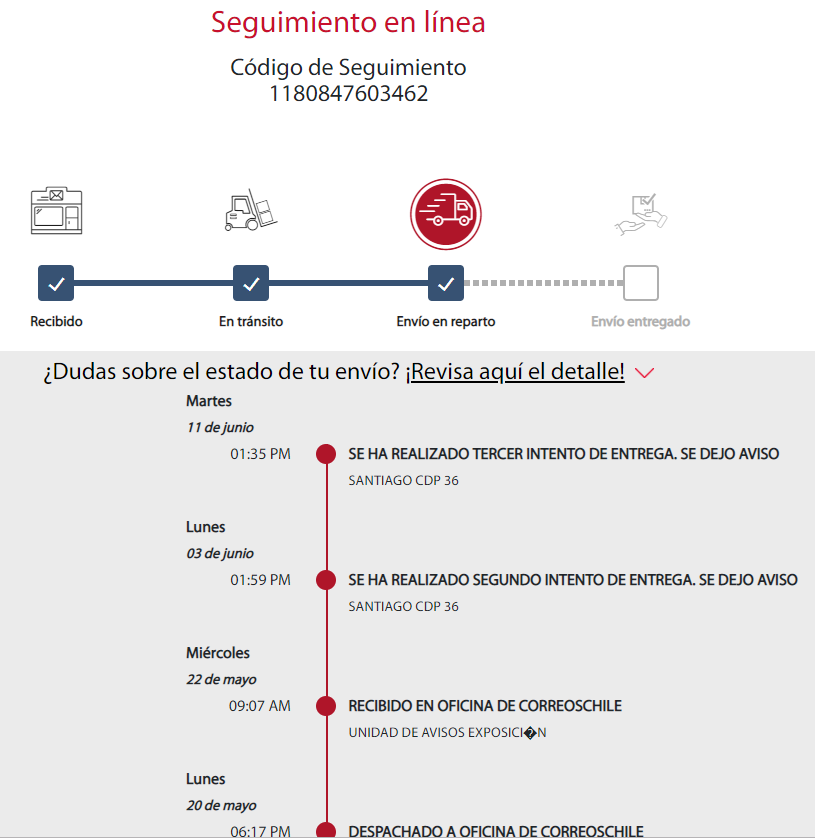 Seguimiento en línea
Código de Seguimiento
1180847603462
Recibido
En tránsito
Envío en reparto
Envío entregado
¿Dudas sobre el estado de tu envío? ¡Revisa aquí el detalle!
Martes
11 de junio
01:35 PM
SE HA REALIZADO TERCER INTENTO DE ENTREGA. SE DEJO AVISO
SANTIAGO CDP 36
Lunes
03 de junio
01:59 PM
SE HA REALIZADO SEGUNDO INTENTO DE ENTREGA. SE DEJO AVISO
SANTIAGO CDP 36
Miércoles
22 de mayo
09:07 AM
RECIBIDO EN OFICINA DE CORREOSCHILE
UNIDAD DE AVISOS EXPOSICI�N
Lunes
20 de mayo
06:17 PM
DESPACHADO A OFICINA DE CORREOSCHILE